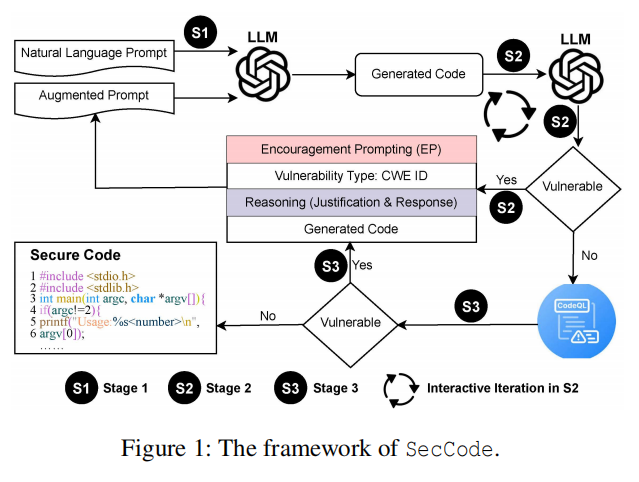 S1
LLM
LLM
Natural Language Prompt
S2
Generated Code
Augmented Prompt
S2
Encouragement Prompting (EP)
Vulnerability Type: CWE ID
Yes
Vulnerable
Reasoning (Justification & Response)
S2
Generated Code
No
Secure Code
S3
Yes
1 #include <stdio.h>
2 #include <stdlib.h>
3 int main(int argc, char *argv[]){
4 if(argc!=2){
5 printf("Usage:%s<number>\n",
6 argv[0]);
……
No
Vulnerable
S3
CodeQL
S1 Stage 1 S2 Stage 2 S3 Stage 3 Interactive Iteration in S2
Figure 1: The framework of SecCode.